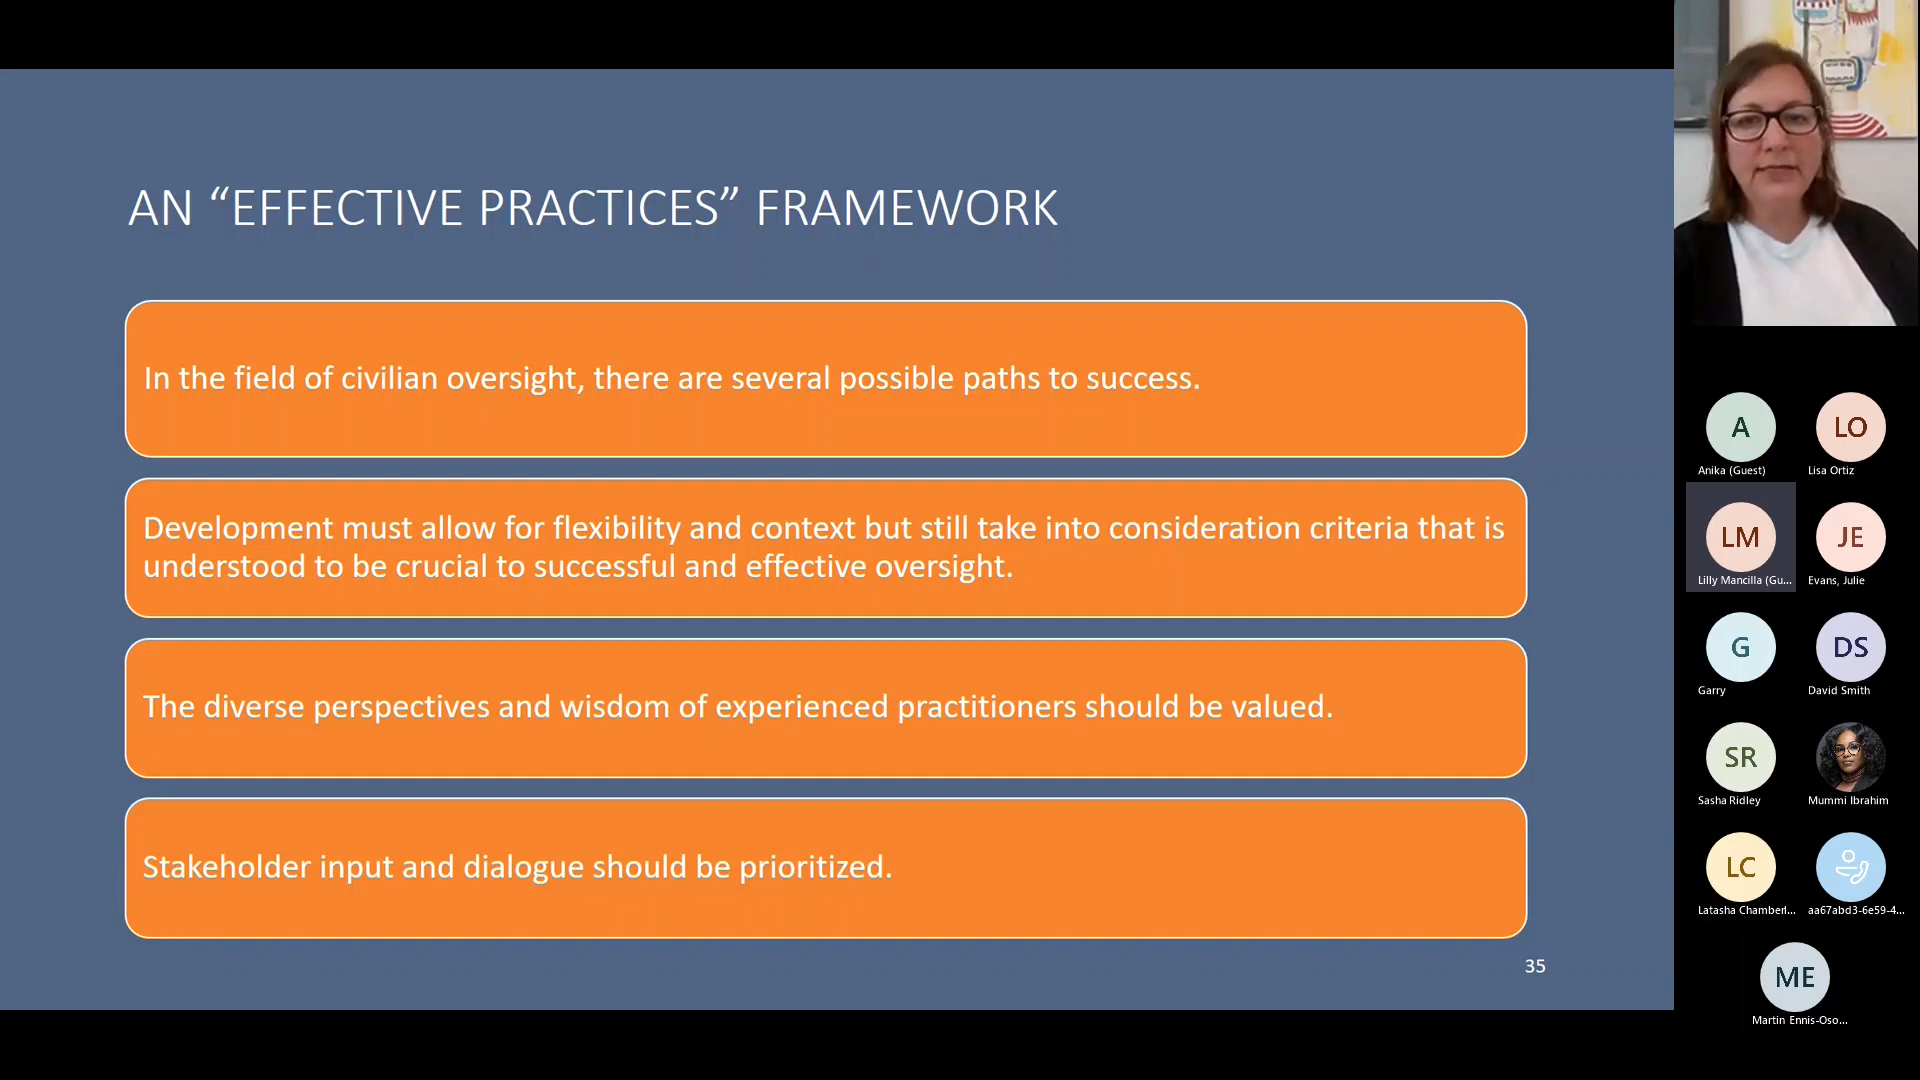 AN “EFFECTIVE PRACTICES” FRAMEWORK
In the field of civilian oversight, there are several possible paths to success.
Development must allow for flexibility and context but still take into consideration criteria that is
understood to be crucial to successful and effective oversight.
The diverse perspectives and wisdom of experienced practitioners should be valued.
Stakeholder input and dialogue should be prioritized.
35
A
Anika (Guest)
LO
Lisa Ortiz
LM
Lilly Mancilla (Gu...
JE
Evans, Julie
G
Garry
DS
David Smith
SR
Sasha Ridley
Mummi Ibrahim
LC
Latasha Chamberl...
aa67abd3-6e59-4...
ME
Martin Ennis-Oso...